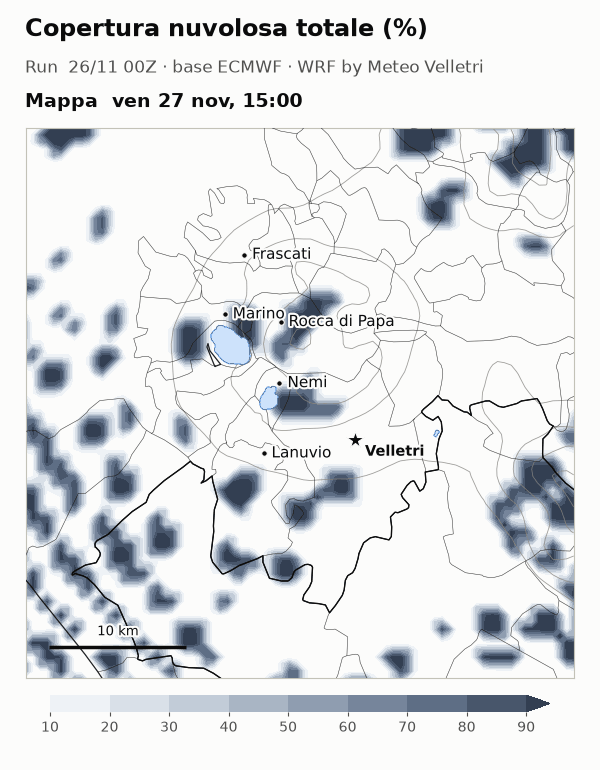 Copertura nuvolosa totale (%)
Run  26/11 00Z · base ECMWF · WRF by Meteo Velletri
Mappa  ven 27 nov, 15:00
Frascati
Marino
Rocca di Papa
Nemi
Velletri
Lanuvio
10 km
10 20 30 40 50 60 70 80 90